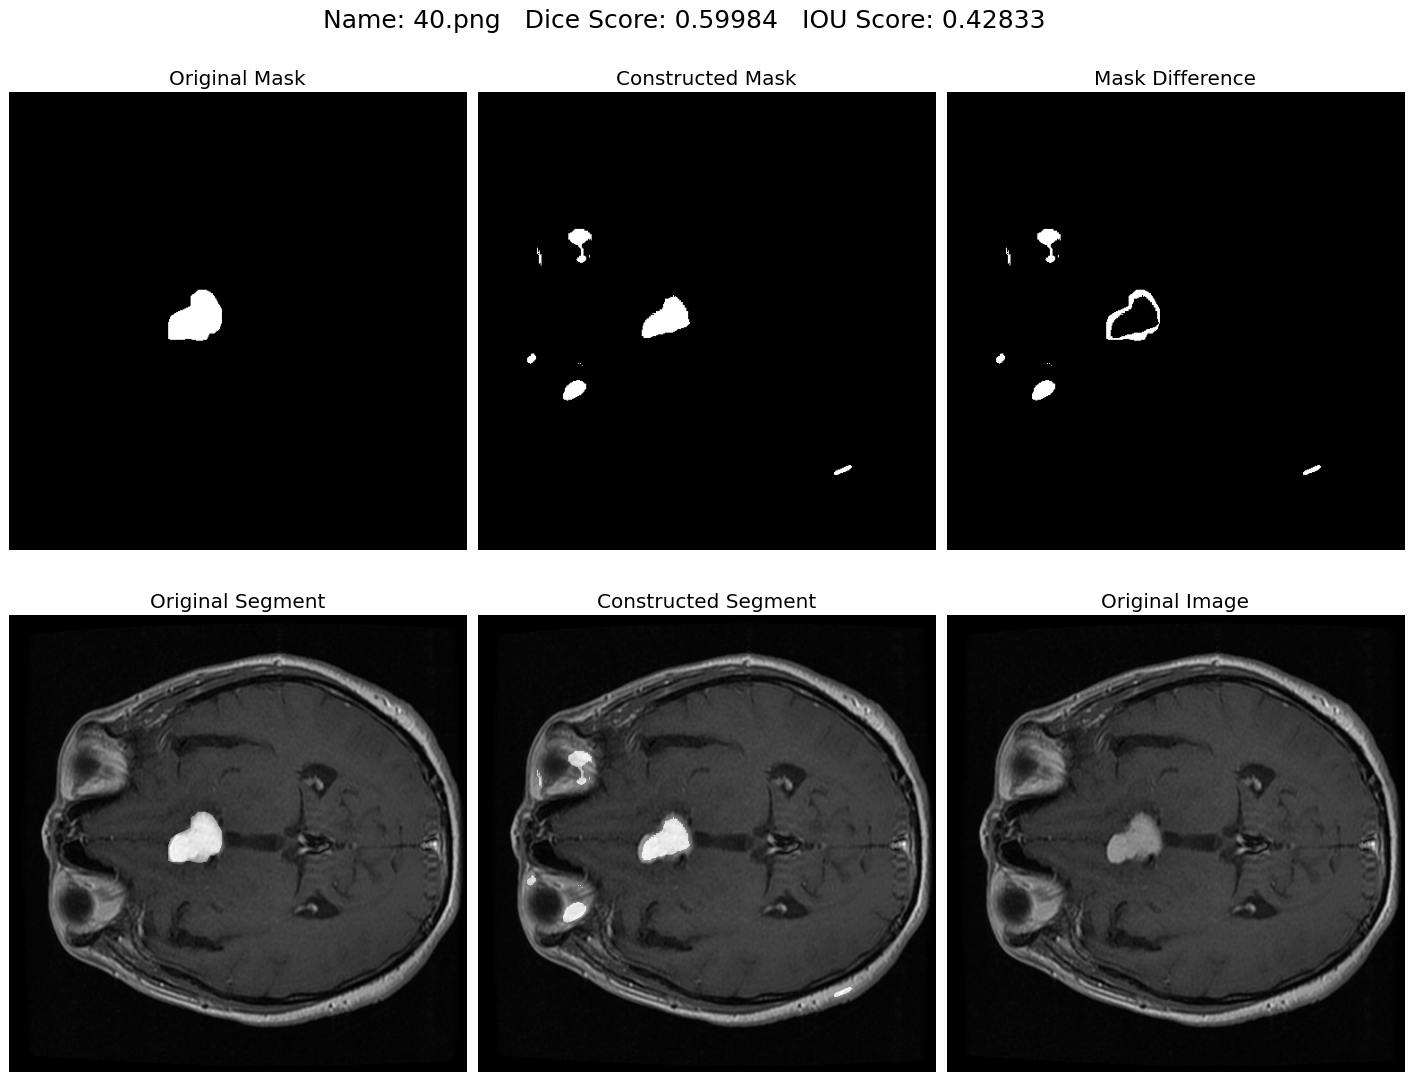 Name: 40.png   Dice Score: 0.59984   IOU Score: 0.42833
Original Mask
Constructed Mask
Mask Difference
Original Segment
Constructed Segment
Original Image